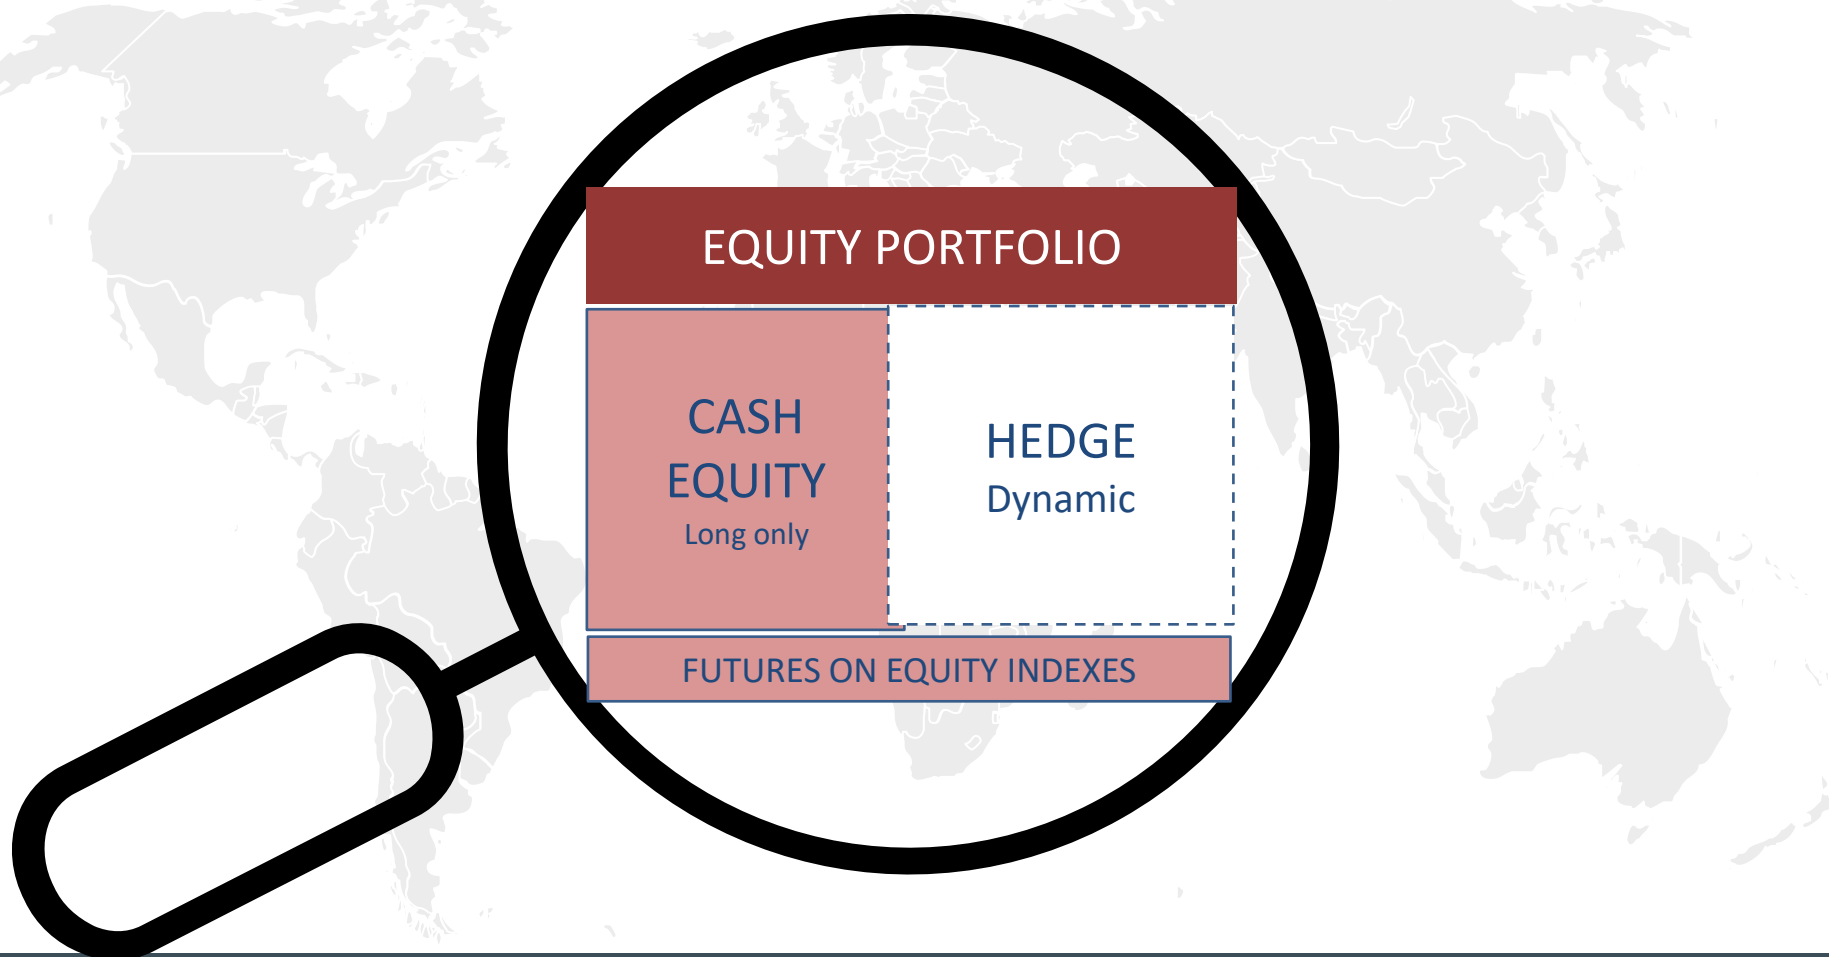 EQUITY PORTFOLIO
CASH
EQUITY
Long only
HEDGE
Dynamic
FUTURES ON EQUITY INDEXES